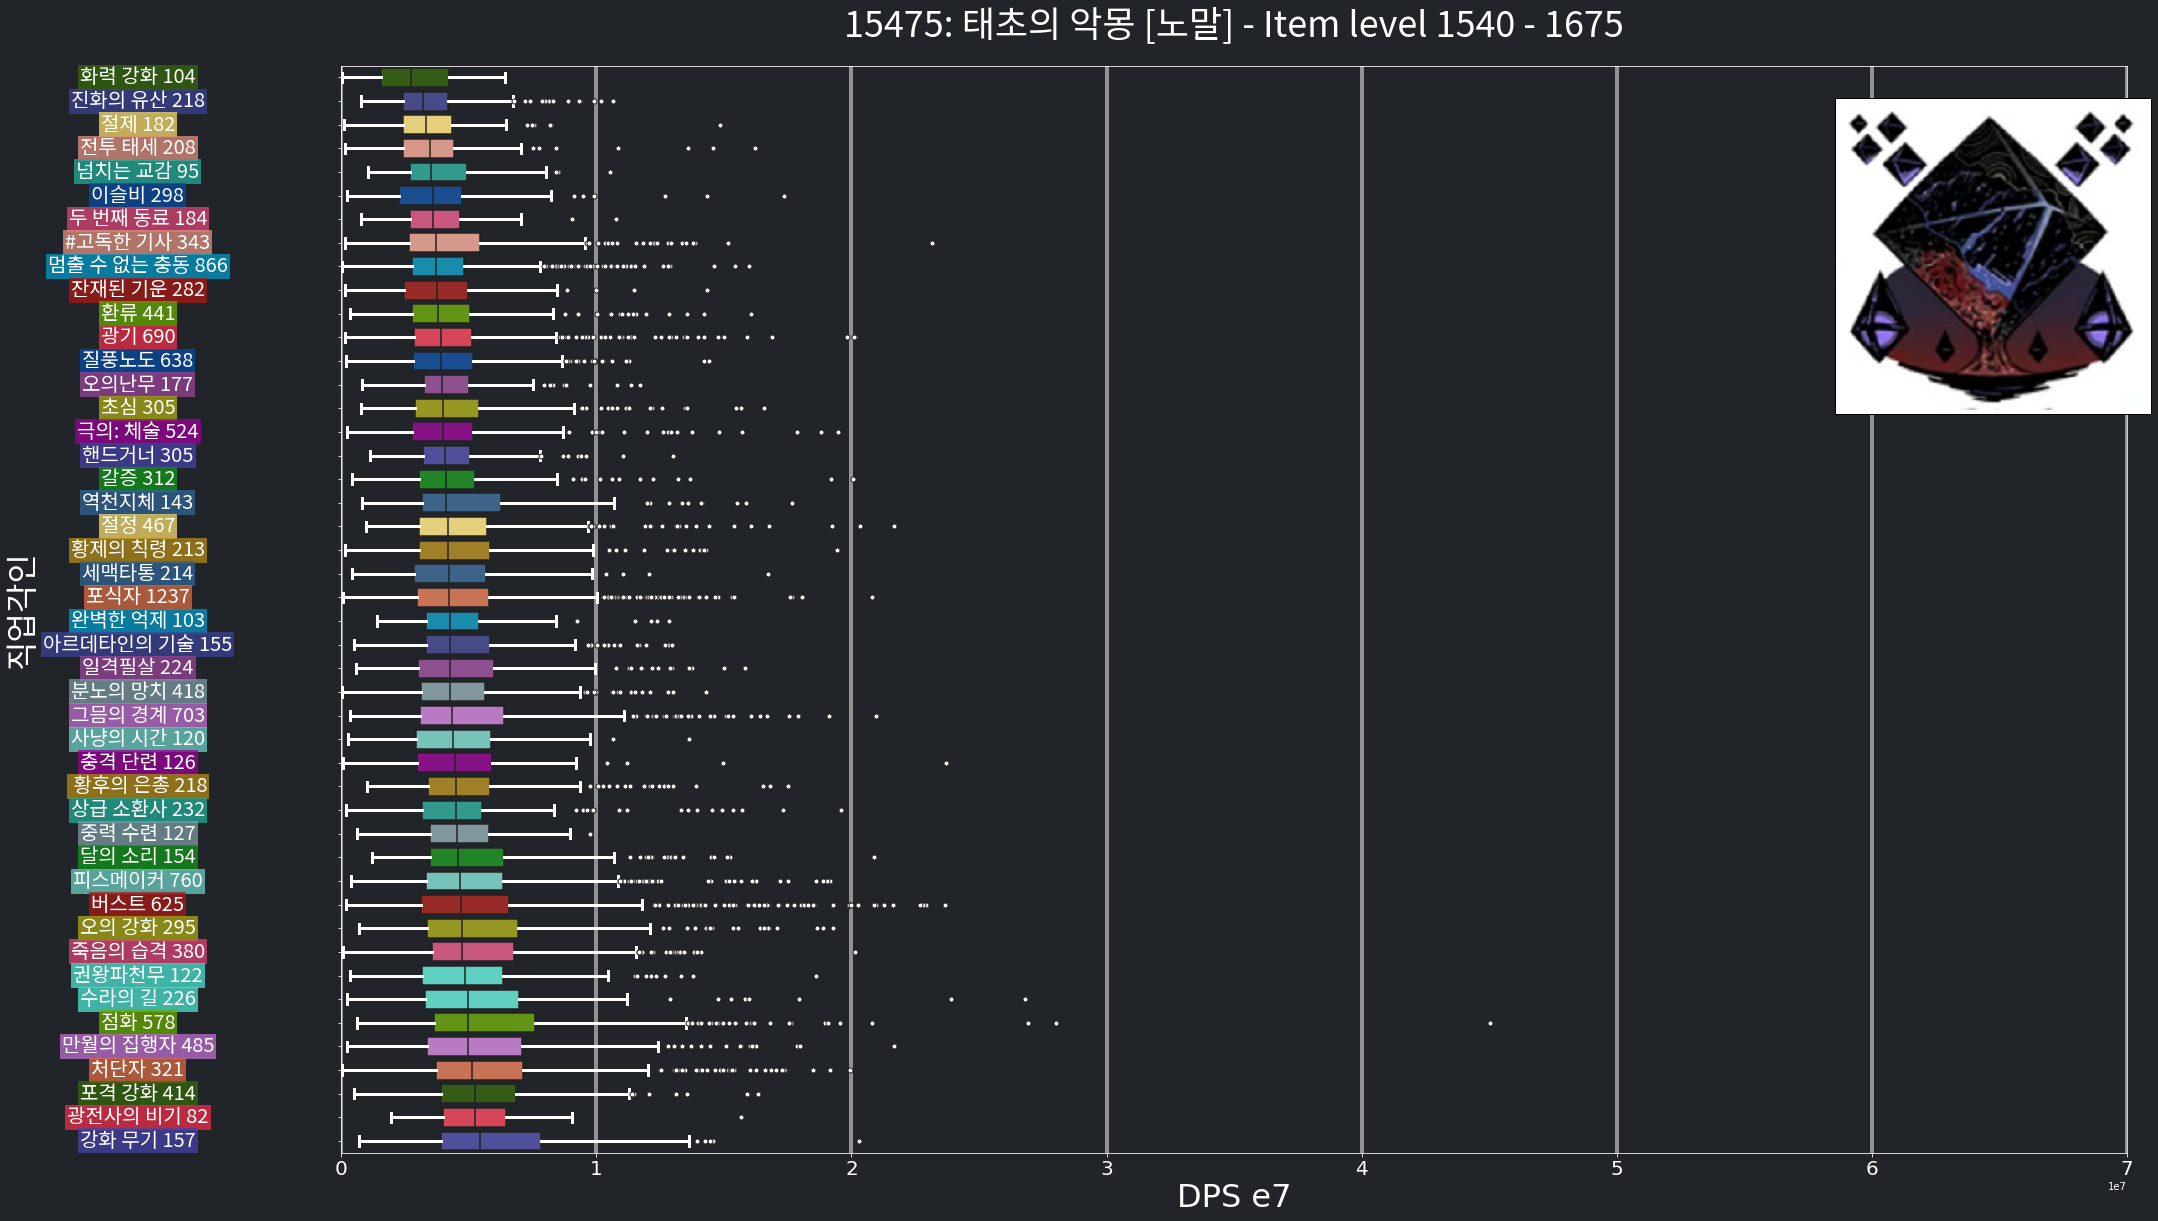 15475: 태초의 악몽 [노말] - Item level 1540 - 1675
화력 강화 104
진화의 유산 218
절제 182
전투 태세 208
넘치는 교감 95
이슬비 298
두 번째 동료 184
#고독한 기사 343
멈출 수 없는 충동 866
잔재된 기운 282
환류 441
광기 690
질풍노도 638
오의난무 177
초심 305
극의: 체술 524
핸드거너 305
갈증 312
역천지체 143
절정 467
황제의 칙령 213
세맥타통 214
포식자 1237
완벽한 억제 103
아르데타인의 기술 155
일격필살 224
분노의 망치 418
그믐의 경계 703
사냥의 시간 120
충격 단련 126
황후의 은총 218
상급 소환사 232
중력 수련 127
달의 소리 154
피스메이커 760
버스트 625
오의 강화 295
죽음의 습격 380
권왕파천무 122
수라의 길 226
점화 578
만월의 집행자 485
처단자 321
포격 강화 414
광전사의 비기 82
강화 무기 157
직업각인
0 1 2 3 4 5 6 7
1e7
DPS e7